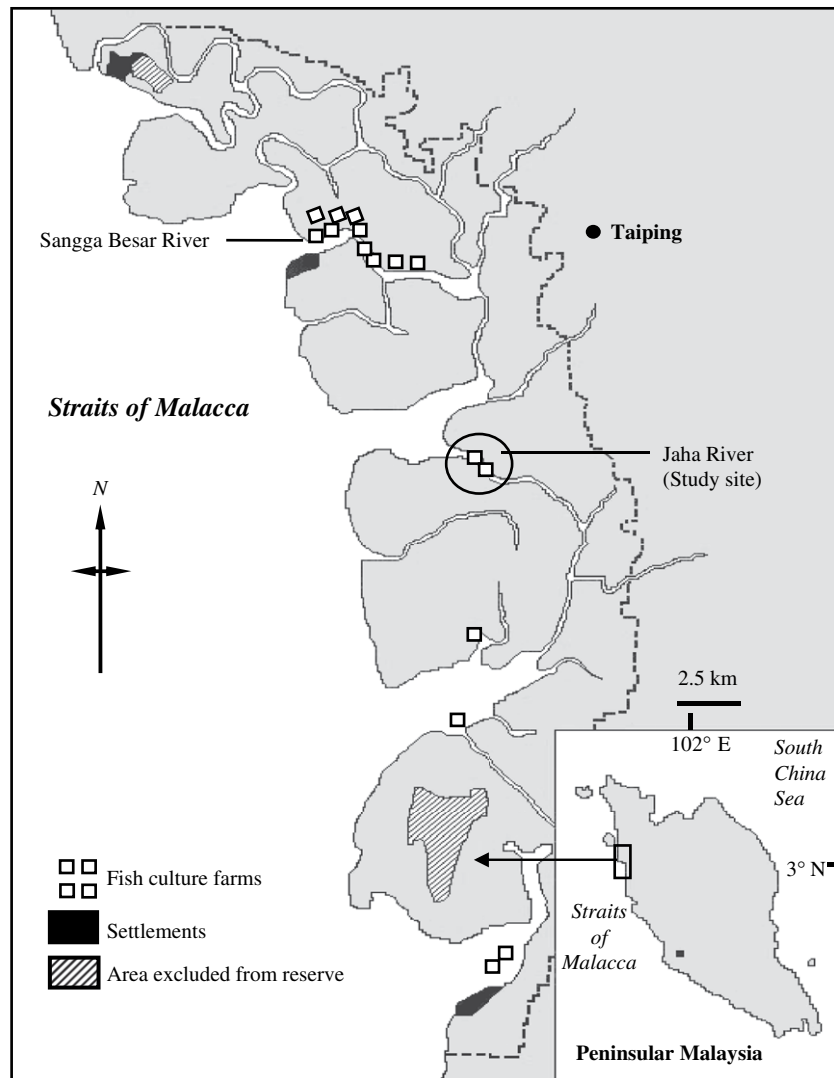 Sangga Besar River
Taiping
Straits of Malacca
Jaha River
(Study site)
N
2.5 km
102° E
South
China
Sea
3° N
Straits
of
Malacca
Peninsular Malaysia
Fish culture farms
Settlements
Area excluded from reserve